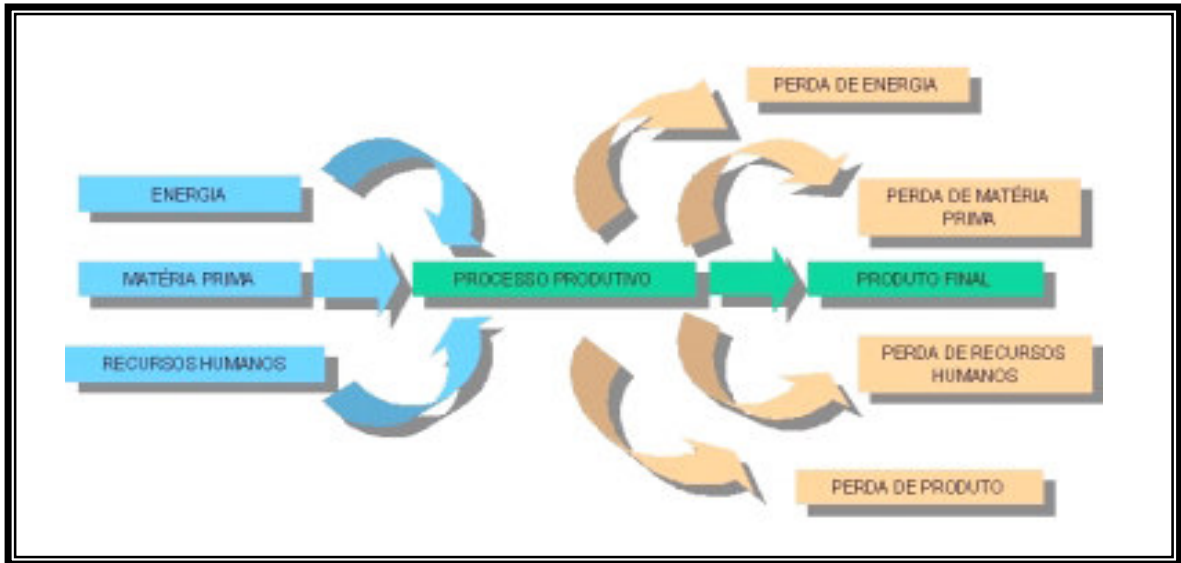 PERDA DE ENERGIA
ENERGIA
PERDA DE MATÉRIA
PRIMA
MATÉRIA PRIMA
PROCESSO PRODUTIVO
PRODUTO FINAL
RECURSOS HUMANOS
PERDA DE RECURSOS
HUMANOS
PERDA DE PRODUTO